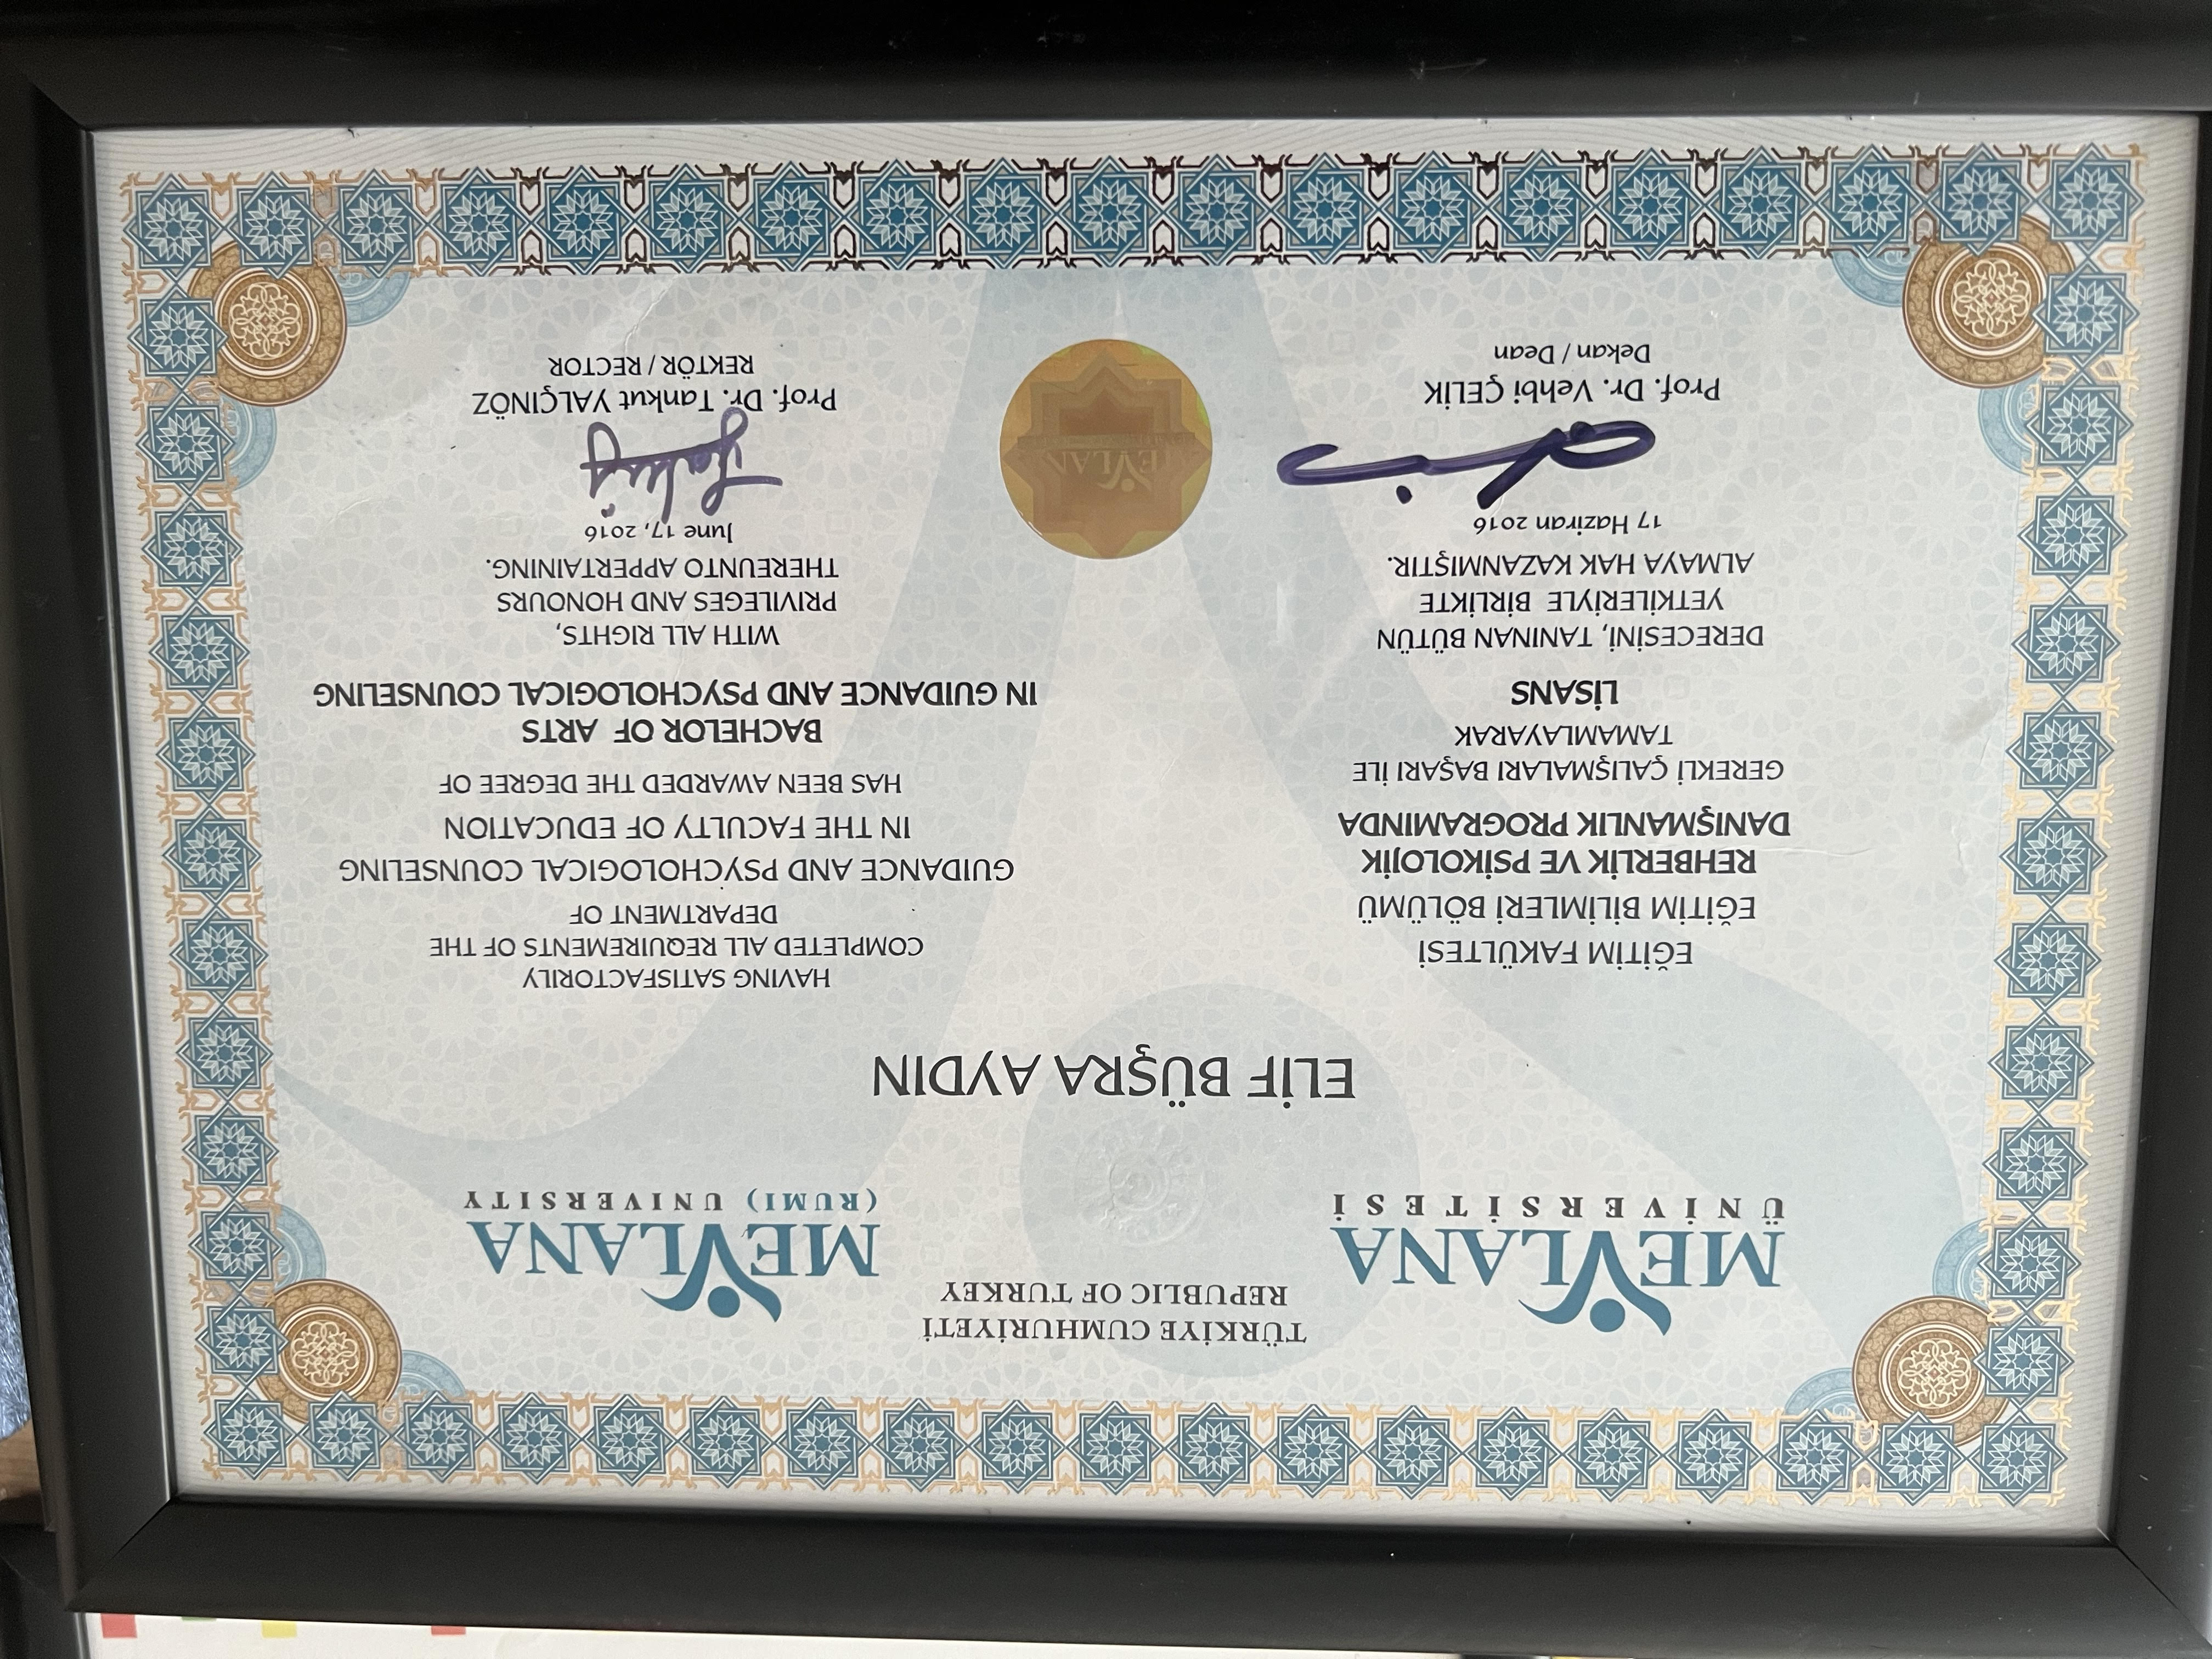 TÜRKİYE CUMHURİYETİ
REPUBLIC OF TURKEY
MEVLANA
ÜNİVERSİTESİ
MEVLANA
(RUMI) UNIVERSITY
ELİF BÜŞRA AYDIN
EĞİTİM FAKÜLTESİ
EĞİTİM BİLİMLERİ BÖLÜMÜ
REHBERLİK VE PSİKOLOJİK
DANIŞMANLIK PROGRAMINDA
GEREKLİ ÇALIŞMALARI BAŞARI İLE
TAMAMLAYARAK
LİSANS
DERECESİNİ, TANINAN BÜTÜN
YETKİLERİYLE BİRLİKTE
ALMAYA HAK KAZANMIŞTIR.
17 Haziran 2016
Prof. Dr. Vehbi ÇELİK
Dekan / Dean
HAVING SATISFACTORILY
COMPLETED ALL REQUIREMENTS OF THE
DEPARTMENT OF
GUIDANCE AND PSYCHOLOGICAL COUNSELING
IN THE FACULTY OF EDUCATION
HAS BEEN AWARDED THE DEGREE OF
BACHELOR OF ARTS
IN GUIDANCE AND PSYCHOLOGICAL COUNSELING
WITH ALL RIGHTS,
PRIVILEGES AND HONOURS
THEREUNTO APPERTAINING.
June 17, 2016
Prof. Dr. Tankut YALÇINÖZ
REKTÖR / RECTOR